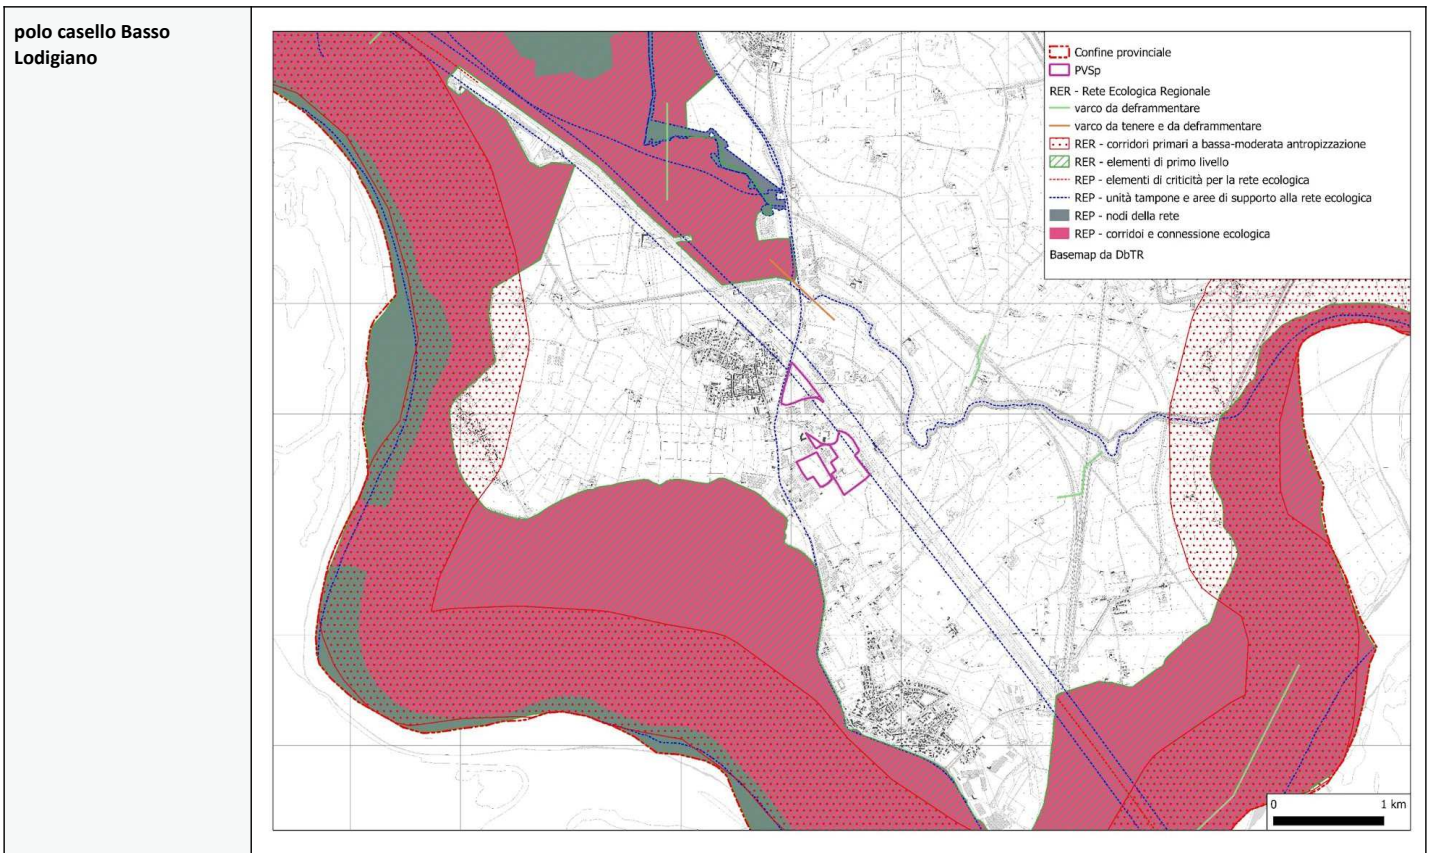 polo casello Basso
Lodigiano
Confine provinciale
PVSp
RER - Rete Ecologica Regionale
varco da deframmentare
varco da tenere e da deframmentare
RER - corridori primari a bassa-moderata antropizzazione
RER - elementi di primo livello
REP - elementi di criticità per la rete ecologica
REP - unità tampone e aree di supporto alla rete ecologica
REP - nodi della rete
REP - corridoi e connessione ecologica
Basemap da DbTR
0 1 km